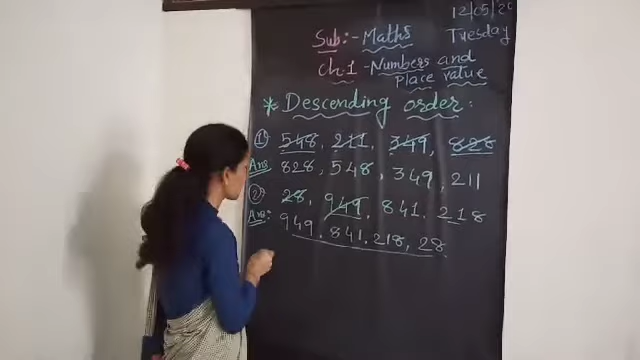 12/05/20
Sub:- Maths Tuesday
Ch.1 - Numbers and
Place value
* Descending order:
① 548, 211, 349, 828
Ans 828, 548, 349, 211
② 28, 949, 841, 218
Ans: 949, 841, 218, 28